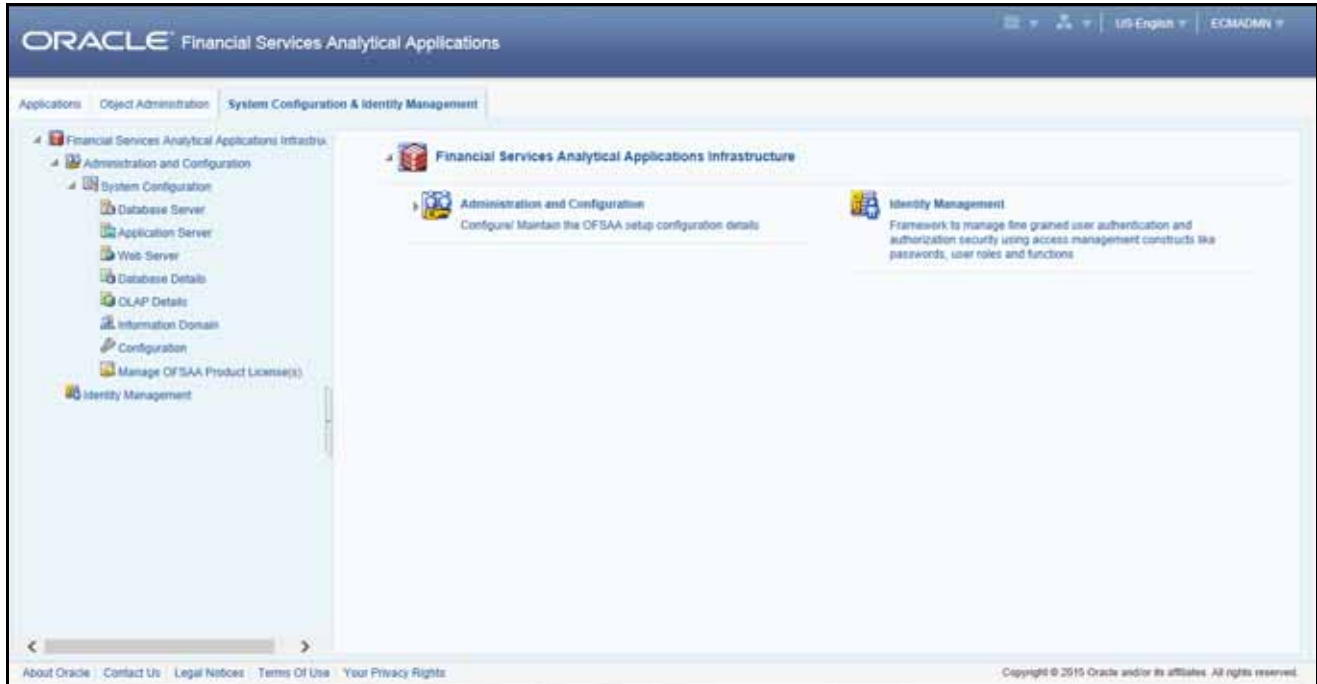 ORACLE® Financial Services Analytical Applications
US-English
ECMADMN
Applications
Object Administration
System Configuration & Identity Management
Financial Services Analytical Applications Infrastruc
Administration and Configuration
System Configuration
Database Server
Application Server
Web Server
Database Details
OLAP Details
Information Domain
Configuration
Manage OFSAA Product License(s)
Identity Management
Financial Services Analytical Applications Infrastructure
Administration and Configuration
Configure/ Maintain the OFSAA setup configuration details
Identity Management
Framework to manage fine grained user authentication and
authorization security using access management constructs like
passwords, user roles and functions
About Oracle
Contact Us
Legal Notices
Terms Of Use
Your Privacy Rights
Copyright © 2015 Oracle and/or its affiliates. All rights reserved.